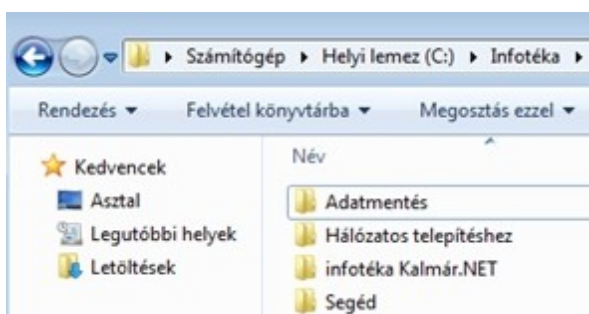 Számítógép Helyi lemez (C:) Infotéka
Rendezés Felvétel könyvtárba Megosztás ezzel
Kedvencek
Asztal
Legutóbbi helyek
Letöltések
Név
Adatmentés
Hálózatos telepítéshez
infotéka Kalmár.NET
Segéd